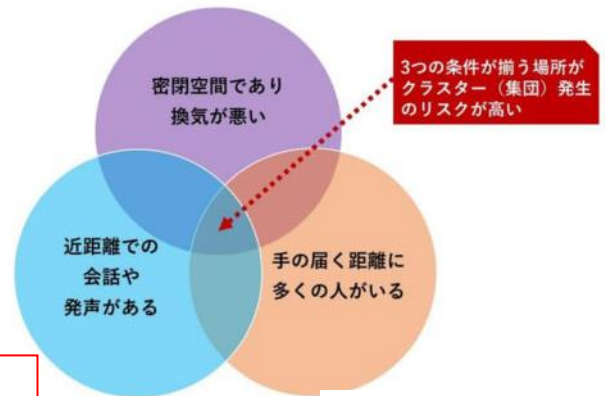 密閉空間であり
換気が悪い
3つの条件が揃う場所が
クラスター（集団）発生
のリスクが高い
近距離での
会話や
発声がある
手の届く距離に
多くの人がいる